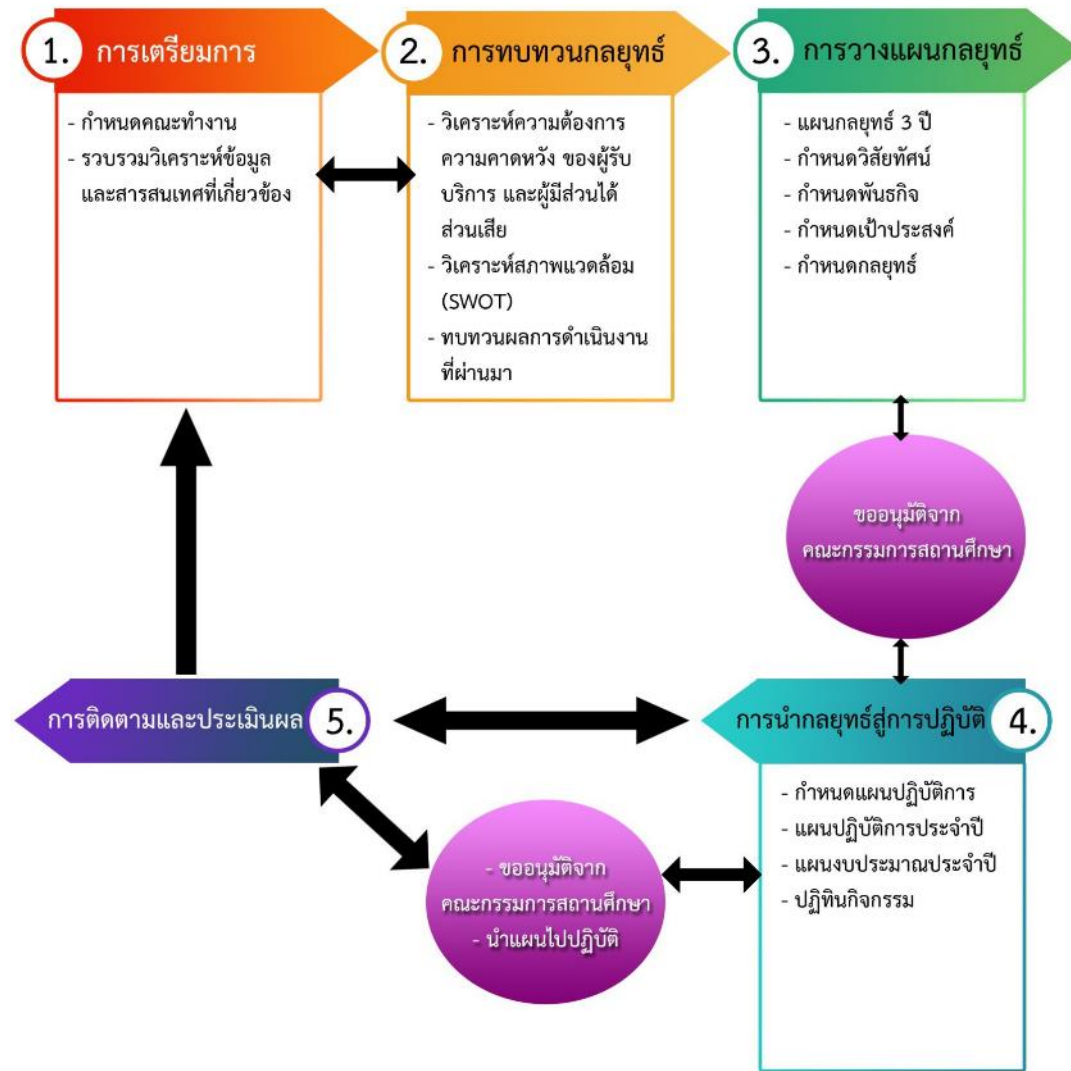 1. การเตรียมการ
- กำหนดคณะทำงาน
- รวบรวมวิเคราะห์ข้อมูล
และสารสนเทศที่เกี่ยวข้อง
2. การทบทวนกลยุทธ์
- วิเคราะห์ความต้องการ
ความคาดหวัง ของผู้รับ
บริการ และผู้มีส่วนได้
ส่วนเสีย
- วิเคราะห์สภาพแวดล้อม
(SWOT)
- ทบทวนผลการดำเนินงาน
ที่ผ่านมา
3. การวางแผนกลยุทธ์
- แผนกลยุทธ์ 3 ปี
- กำหนดวิสัยทัศน์
- กำหนดพันธกิจ
- กำหนดเป้าประสงค์
- กำหนดกลยุทธ์
ขออนุมัติจาก
คณะกรรมการสถานศึกษา
การนำกลยุทธ์สู่การปฏิบัติ 4.
- กำหนดแผนปฏิบัติการ
- แผนปฏิบัติการประจำปี
- แผนงบประมาณประจำปี
- ปฏิทินกิจกรรม
- ขออนุมัติจาก
คณะกรรมการสถานศึกษา
- นำแผนไปปฏิบัติ
การติดตามและประเมินผล 5.